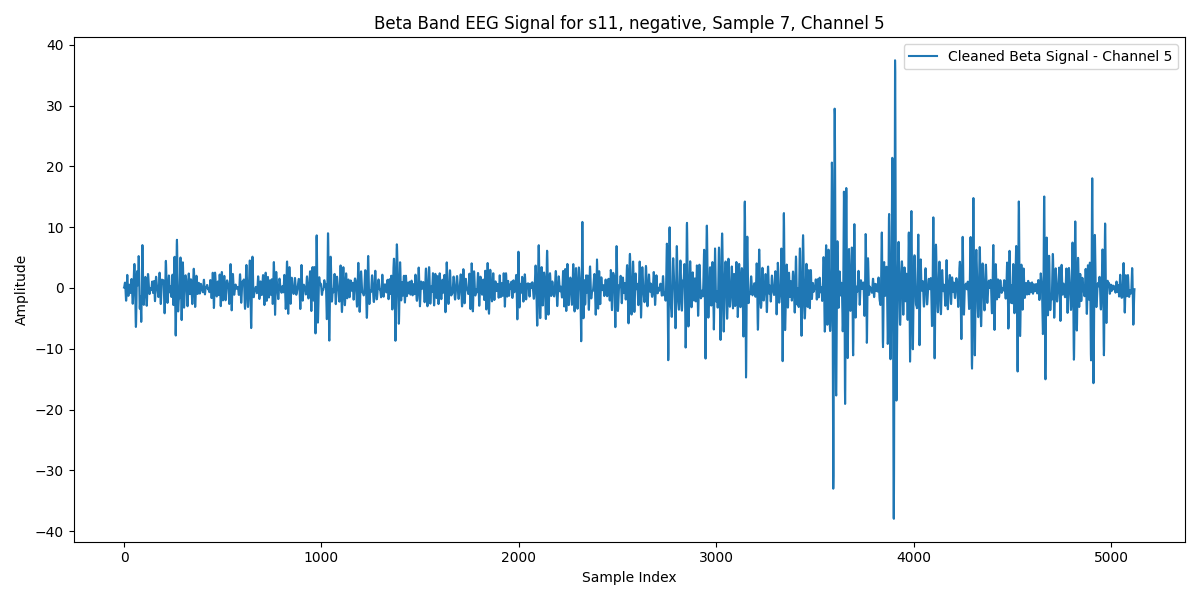 Beta Band EEG Signal for s11, negative, Sample 7, Channel 5
Cleaned Beta Signal - Channel 5
Amplitude
40
30
20
10
0
−10
−20
−30
−40
0 1000 2000 3000 4000 5000
Sample Index